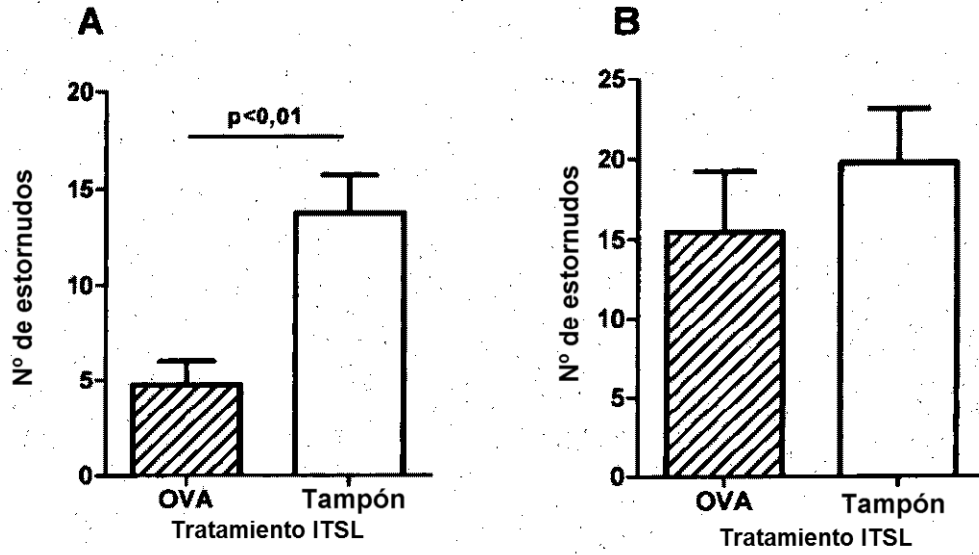 A
20
15
10
5
0
Nº de estornudos
p<0,01
OVA
Tampón
Tratamiento ITSL
B
25
20
15
10
5
0
Nº de estornudos
OVA
Tampón
Tratamiento ITSL